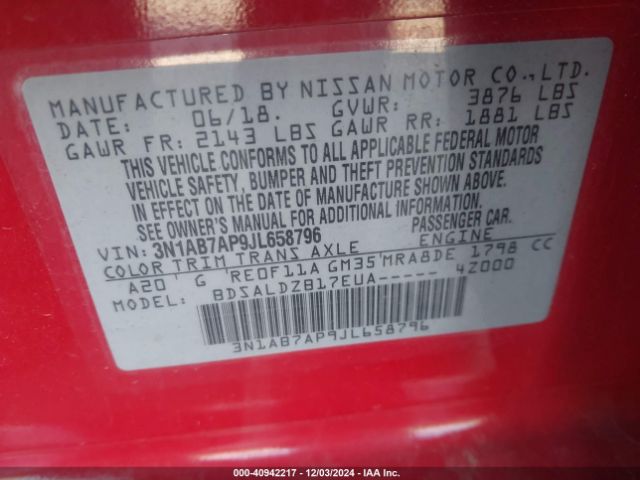 MANUFACTURED BY NISSAN MOTOR CO., LTD.
DATE: 06/18. GVWR: 3876 LBS
GAWR FR: 2143 LBS GAWR RR: 1881 LBS
THIS VEHICLE CONFORMS TO ALL APPLICABLE FEDERAL MOTOR
VEHICLE SAFETY, BUMPER AND THEFT PREVENTION STANDARDS
IN EFFECT ON THE DATE OF MANUFACTURE SHOWN ABOVE.
SEE OWNER'S MANUAL FOR ADDITIONAL INFORMATION.
VIN: 3N1AB7AP9JL658796 PASSENGER CAR.
COLOR TRIM TRANS AXLE ENGINE
A20 G RE0F11A GM35 MRA8DE 1798 CC
MODEL: BDSALDZB17EUA----- 4Z000
3N1AB7AP9JL658796
000-40942217 - 12/03/2024 - IAA Inc.